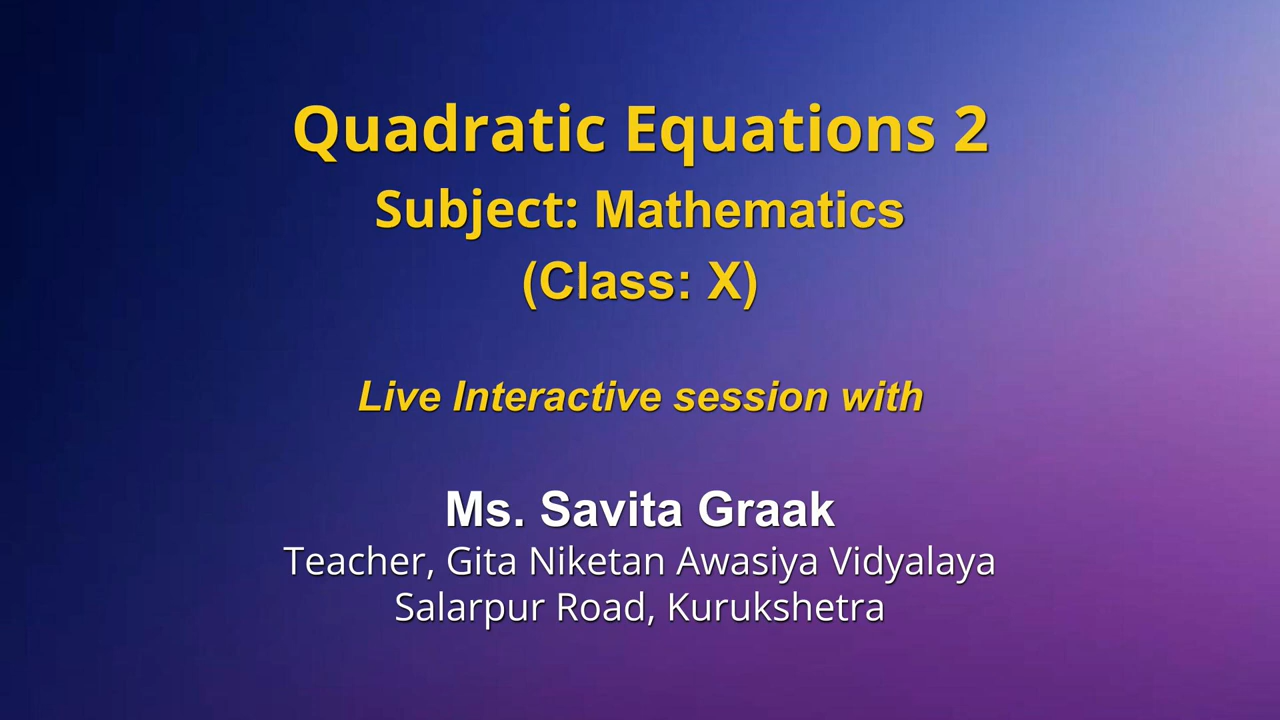 Quadratic Equations 2
Subject: Mathematics
(Class: X)
Live Interactive session with
Ms. Savita Graak
Teacher, Gita Niketan Awasiya Vidyalaya
Salarpur Road, Kurukshetra